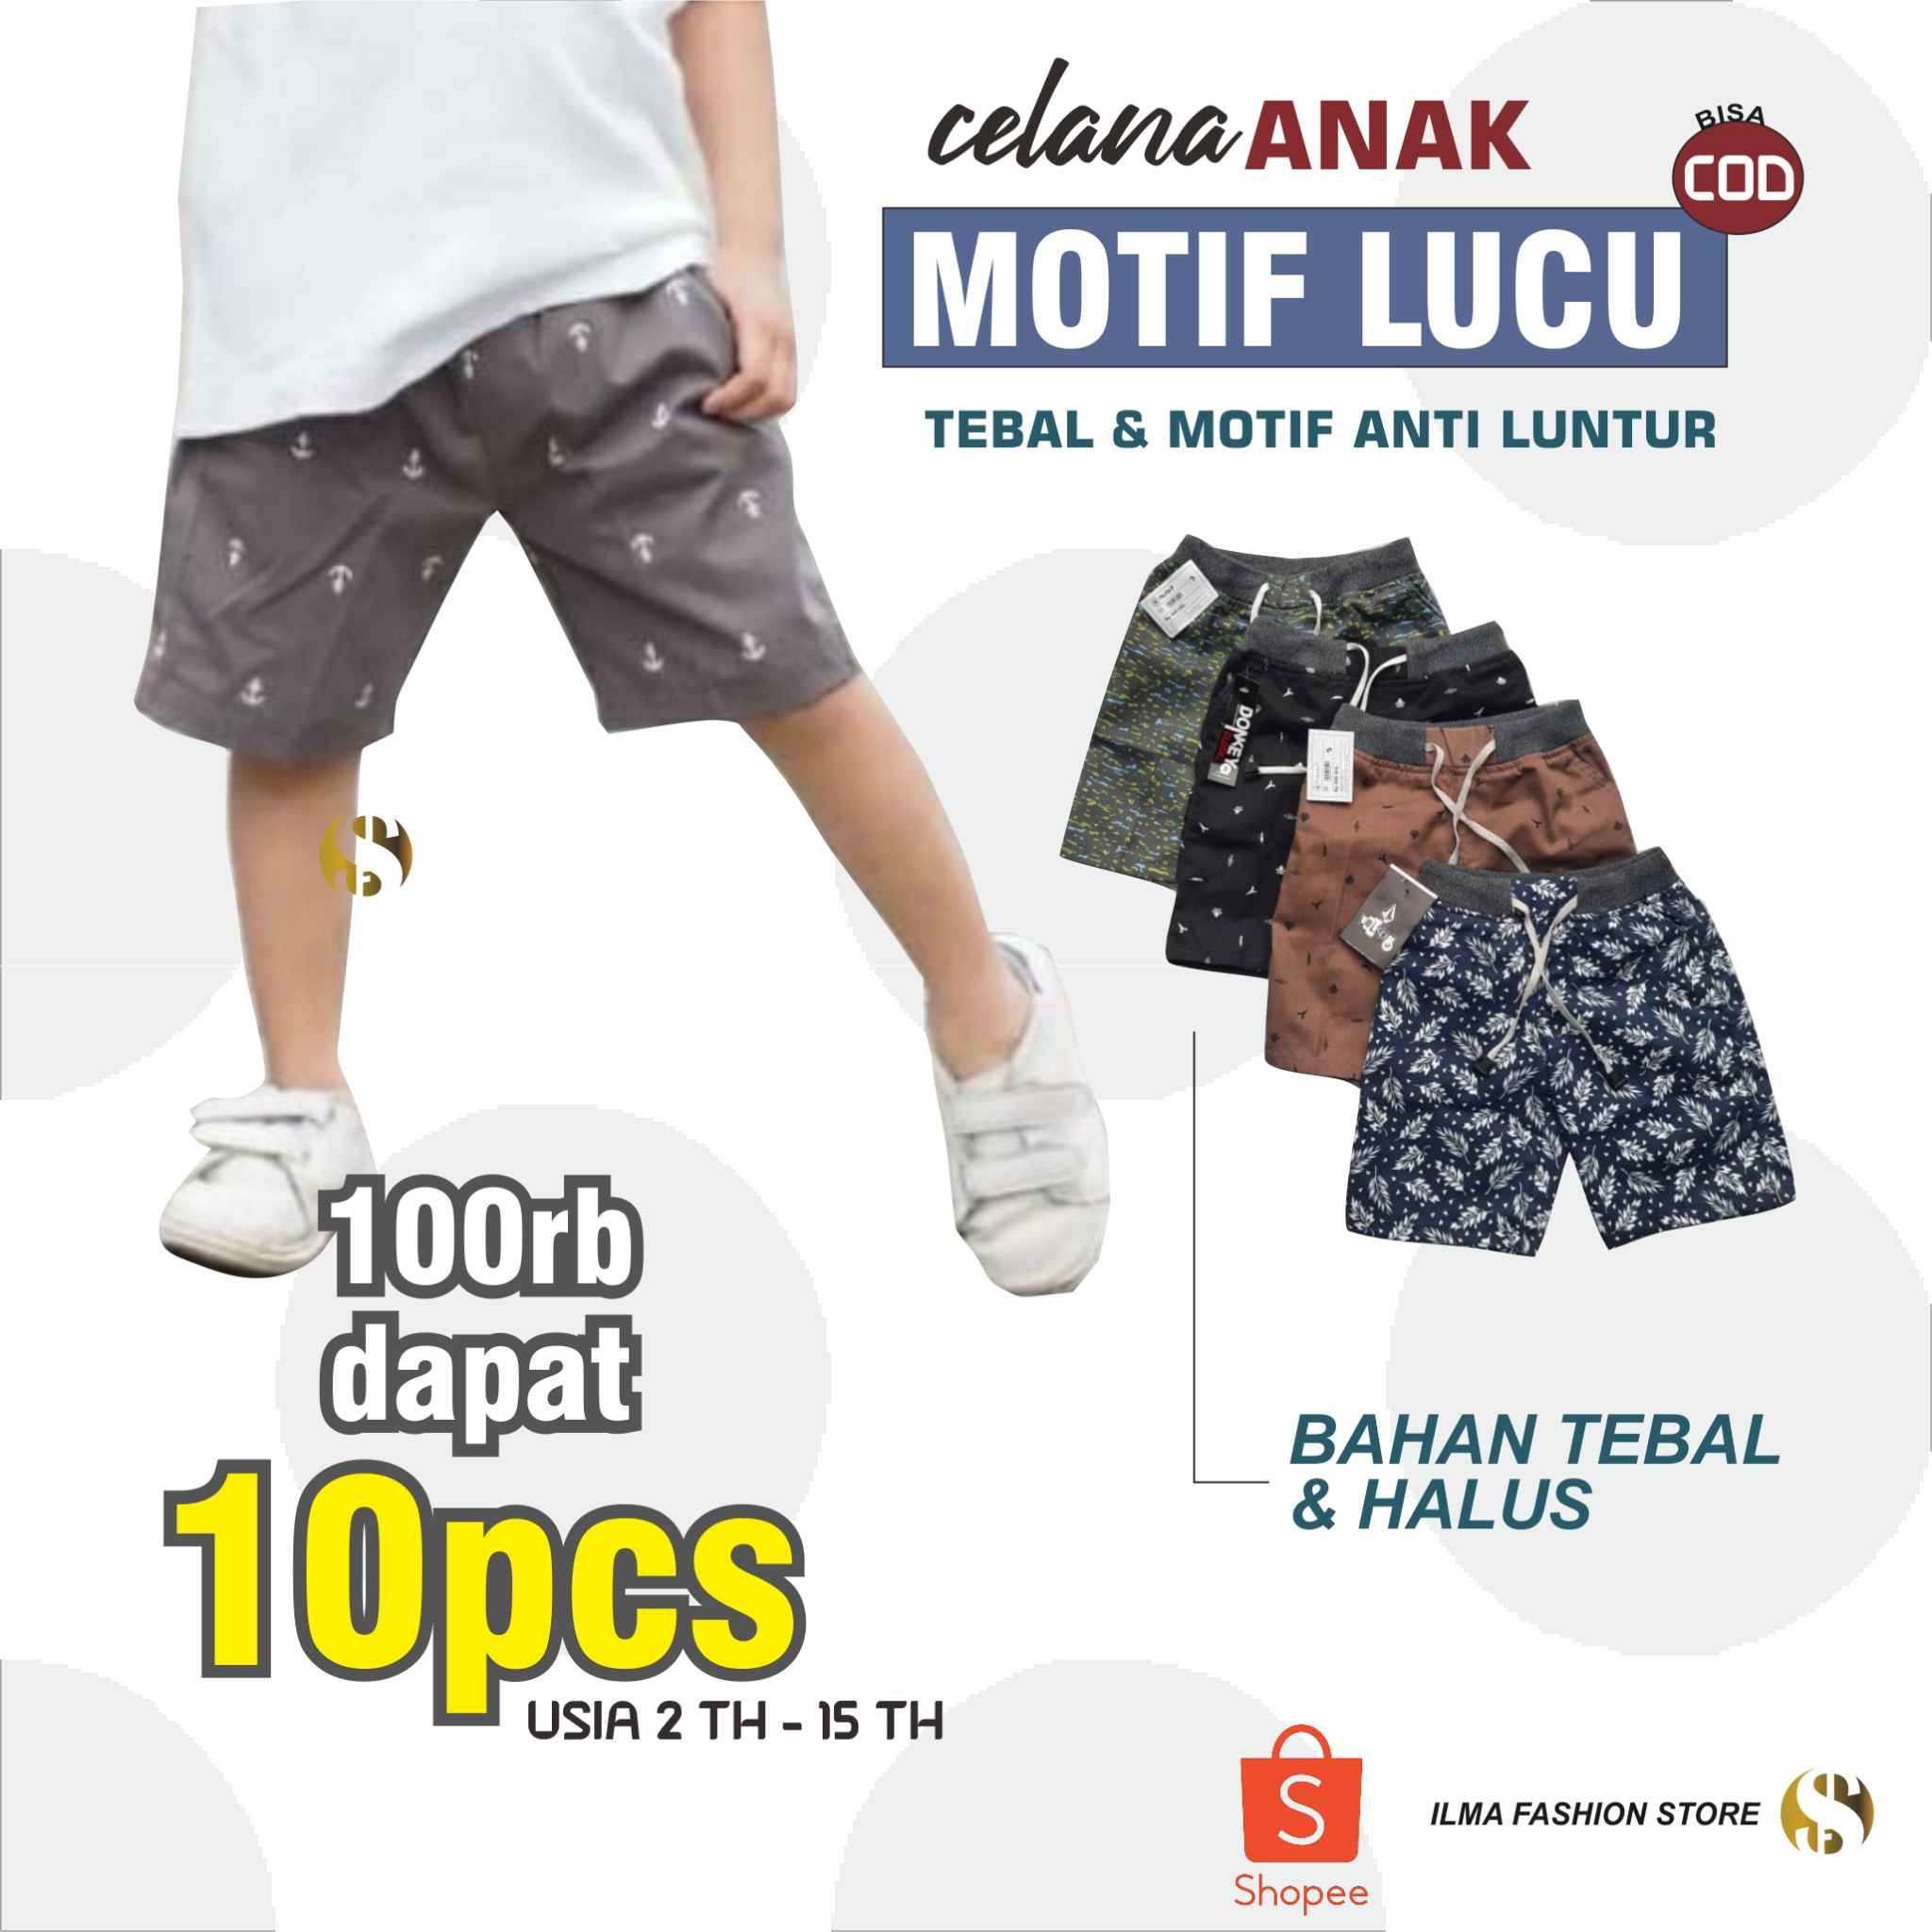 celana ANAK
BISA
COD
MOTIF LUCU
TEBAL & MOTIF ANTI LUNTUR
DONKEY
100rb
dapat
10pcs
USIA 2 TH - 15 TH
BAHAN TEBAL
& HALUS
S
Shopee
ILMA FASHION STORE